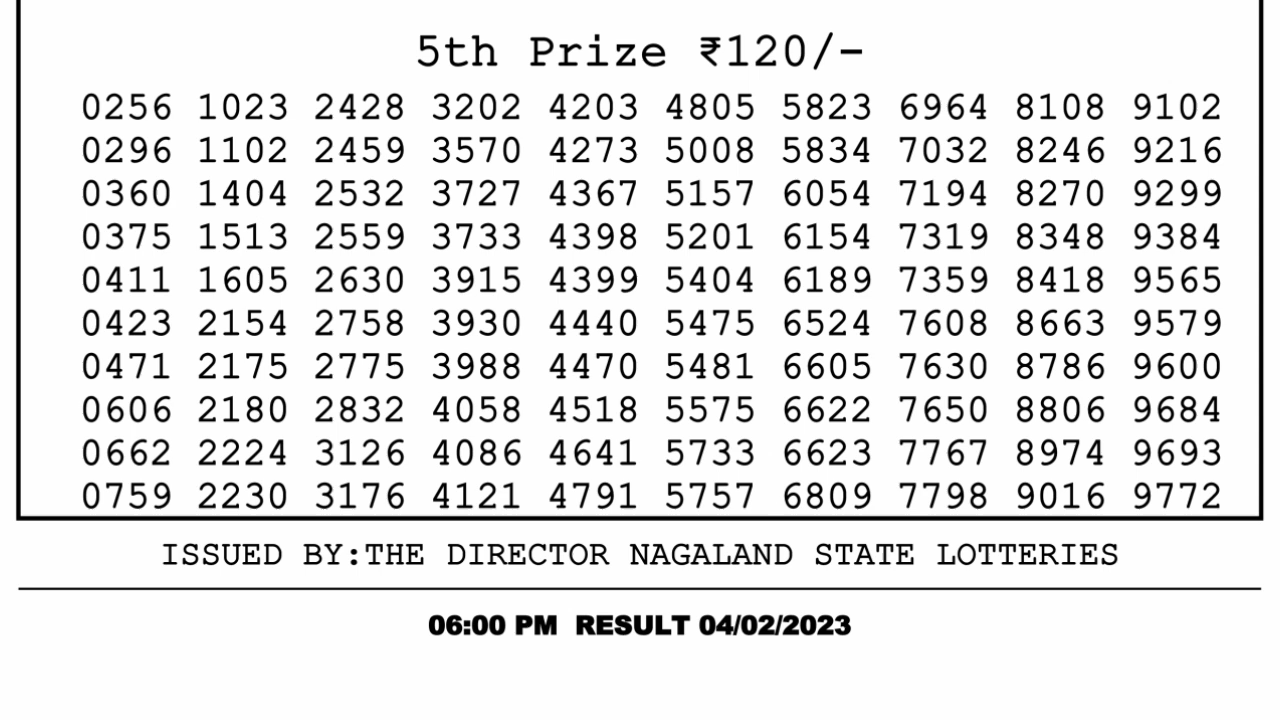 5th Prize ₹120/-
0256 1023 2428 3202 4203 4805 5823 6964 8108 9102
0296 1102 2459 3570 4273 5008 5834 7032 8246 9216
0360 1404 2532 3727 4367 5157 6054 7194 8270 9299
0375 1513 2559 3733 4398 5201 6154 7319 8348 9384
0411 1605 2630 3915 4399 5404 6189 7359 8418 9565
0423 2154 2758 3930 4440 5475 6524 7608 8663 9579
0471 2175 2775 3988 4470 5481 6605 7630 8786 9600
0606 2180 2832 4058 4518 5575 6622 7650 8806 9684
0662 2224 3126 4086 4641 5733 6623 7767 8974 9693
0759 2230 3176 4121 4791 5757 6809 7798 9016 9772
ISSUED BY:THE DIRECTOR NAGALAND STATE LOTTERIES
06:00 PM RESULT 04/02/2023